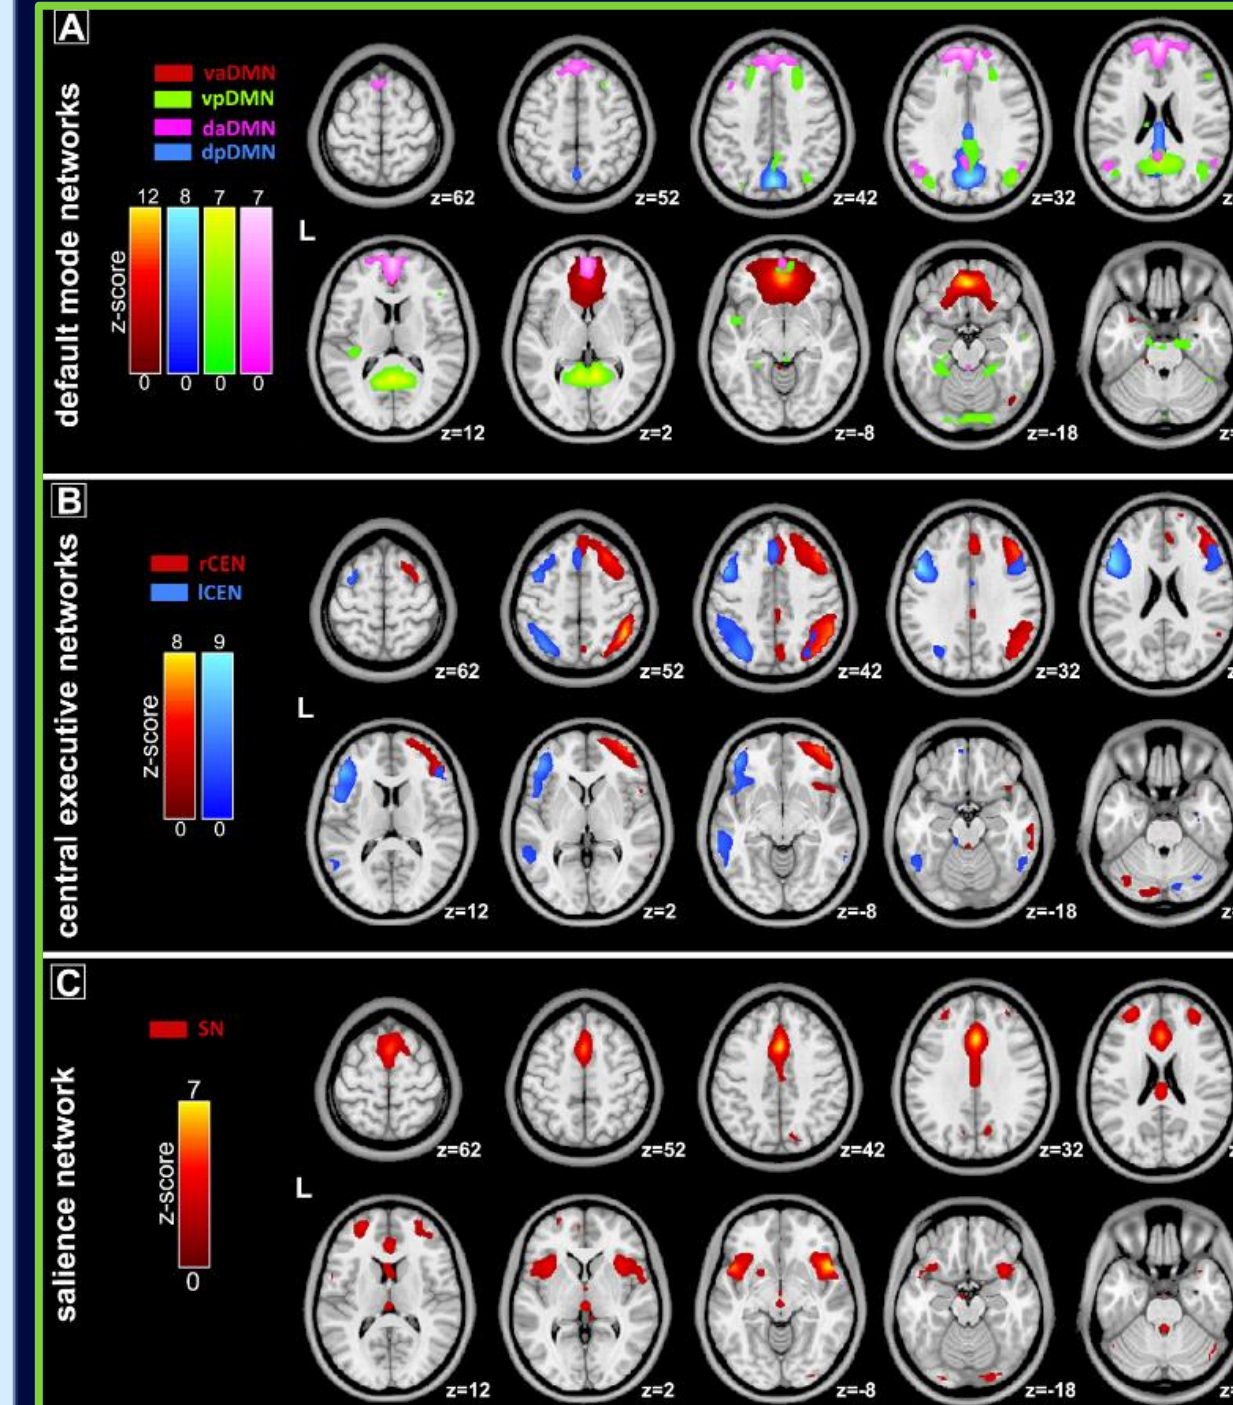 A
default mode networks
vaDMN
vpDMN
daDMN
dpDMN
12 8 7 7
z-score
0 0 0 0
L
z=62 z=52 z=42 z=32
z=12 z=2 z=-8 z=-18
B
central executive networks
rCEN
lCEN
8 9
z-score
0 0
L
z=62 z=52 z=42 z=32
z=12 z=2 z=-8 z=-18
C
salience network
SN
7
z-score
0
L
z=62 z=52 z=42 z=32
z=12 z=2 z=-8 z=-18